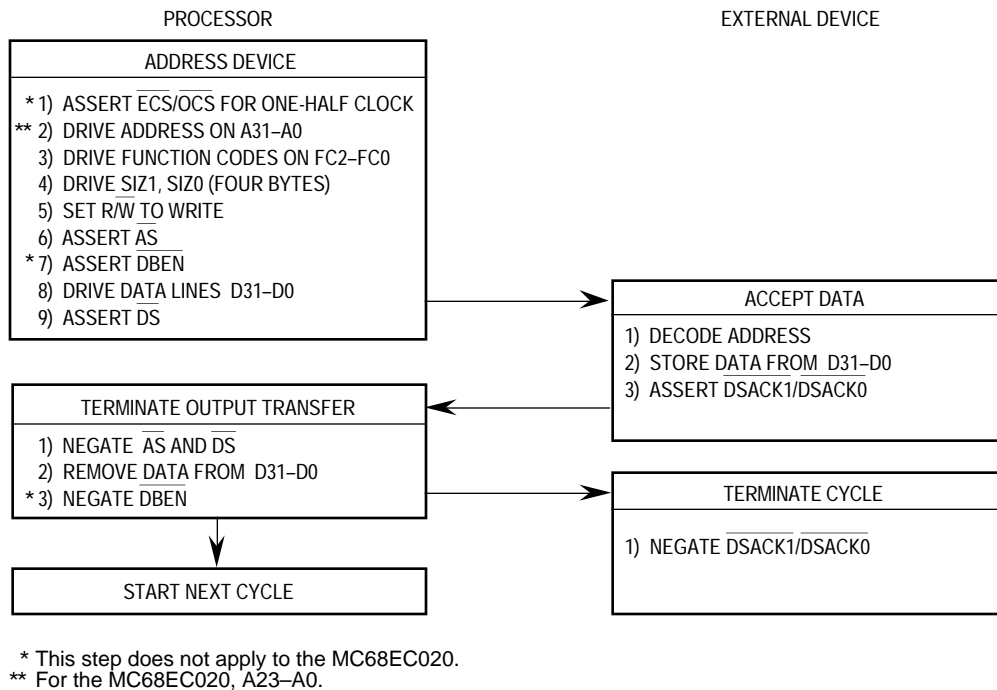 PROCESSOR
EXTERNAL DEVICE
ADDRESS DEVICE
* 1) ASSERT ECS/OCS FOR ONE-HALF CLOCK
** 2) DRIVE ADDRESS ON A31–A0
3) DRIVE FUNCTION CODES ON FC2–FC0
4) DRIVE SIZ1, SIZ0 (FOUR BYTES)
5) SET R/W TO WRITE
6) ASSERT AS
* 7) ASSERT DBEN
8) DRIVE DATA LINES D31–D0
9) ASSERT DS
ACCEPT DATA
1) DECODE ADDRESS
2) STORE DATA FROM D31–D0
3) ASSERT DSACK1/DSACK0
TERMINATE OUTPUT TRANSFER
1) NEGATE AS AND DS
2) REMOVE DATA FROM D31–D0
* 3) NEGATE DBEN
TERMINATE CYCLE
1) NEGATE DSACK1/DSACK0
START NEXT CYCLE
* This step does not apply to the MC68EC020.
** For the MC68EC020, A23–A0.